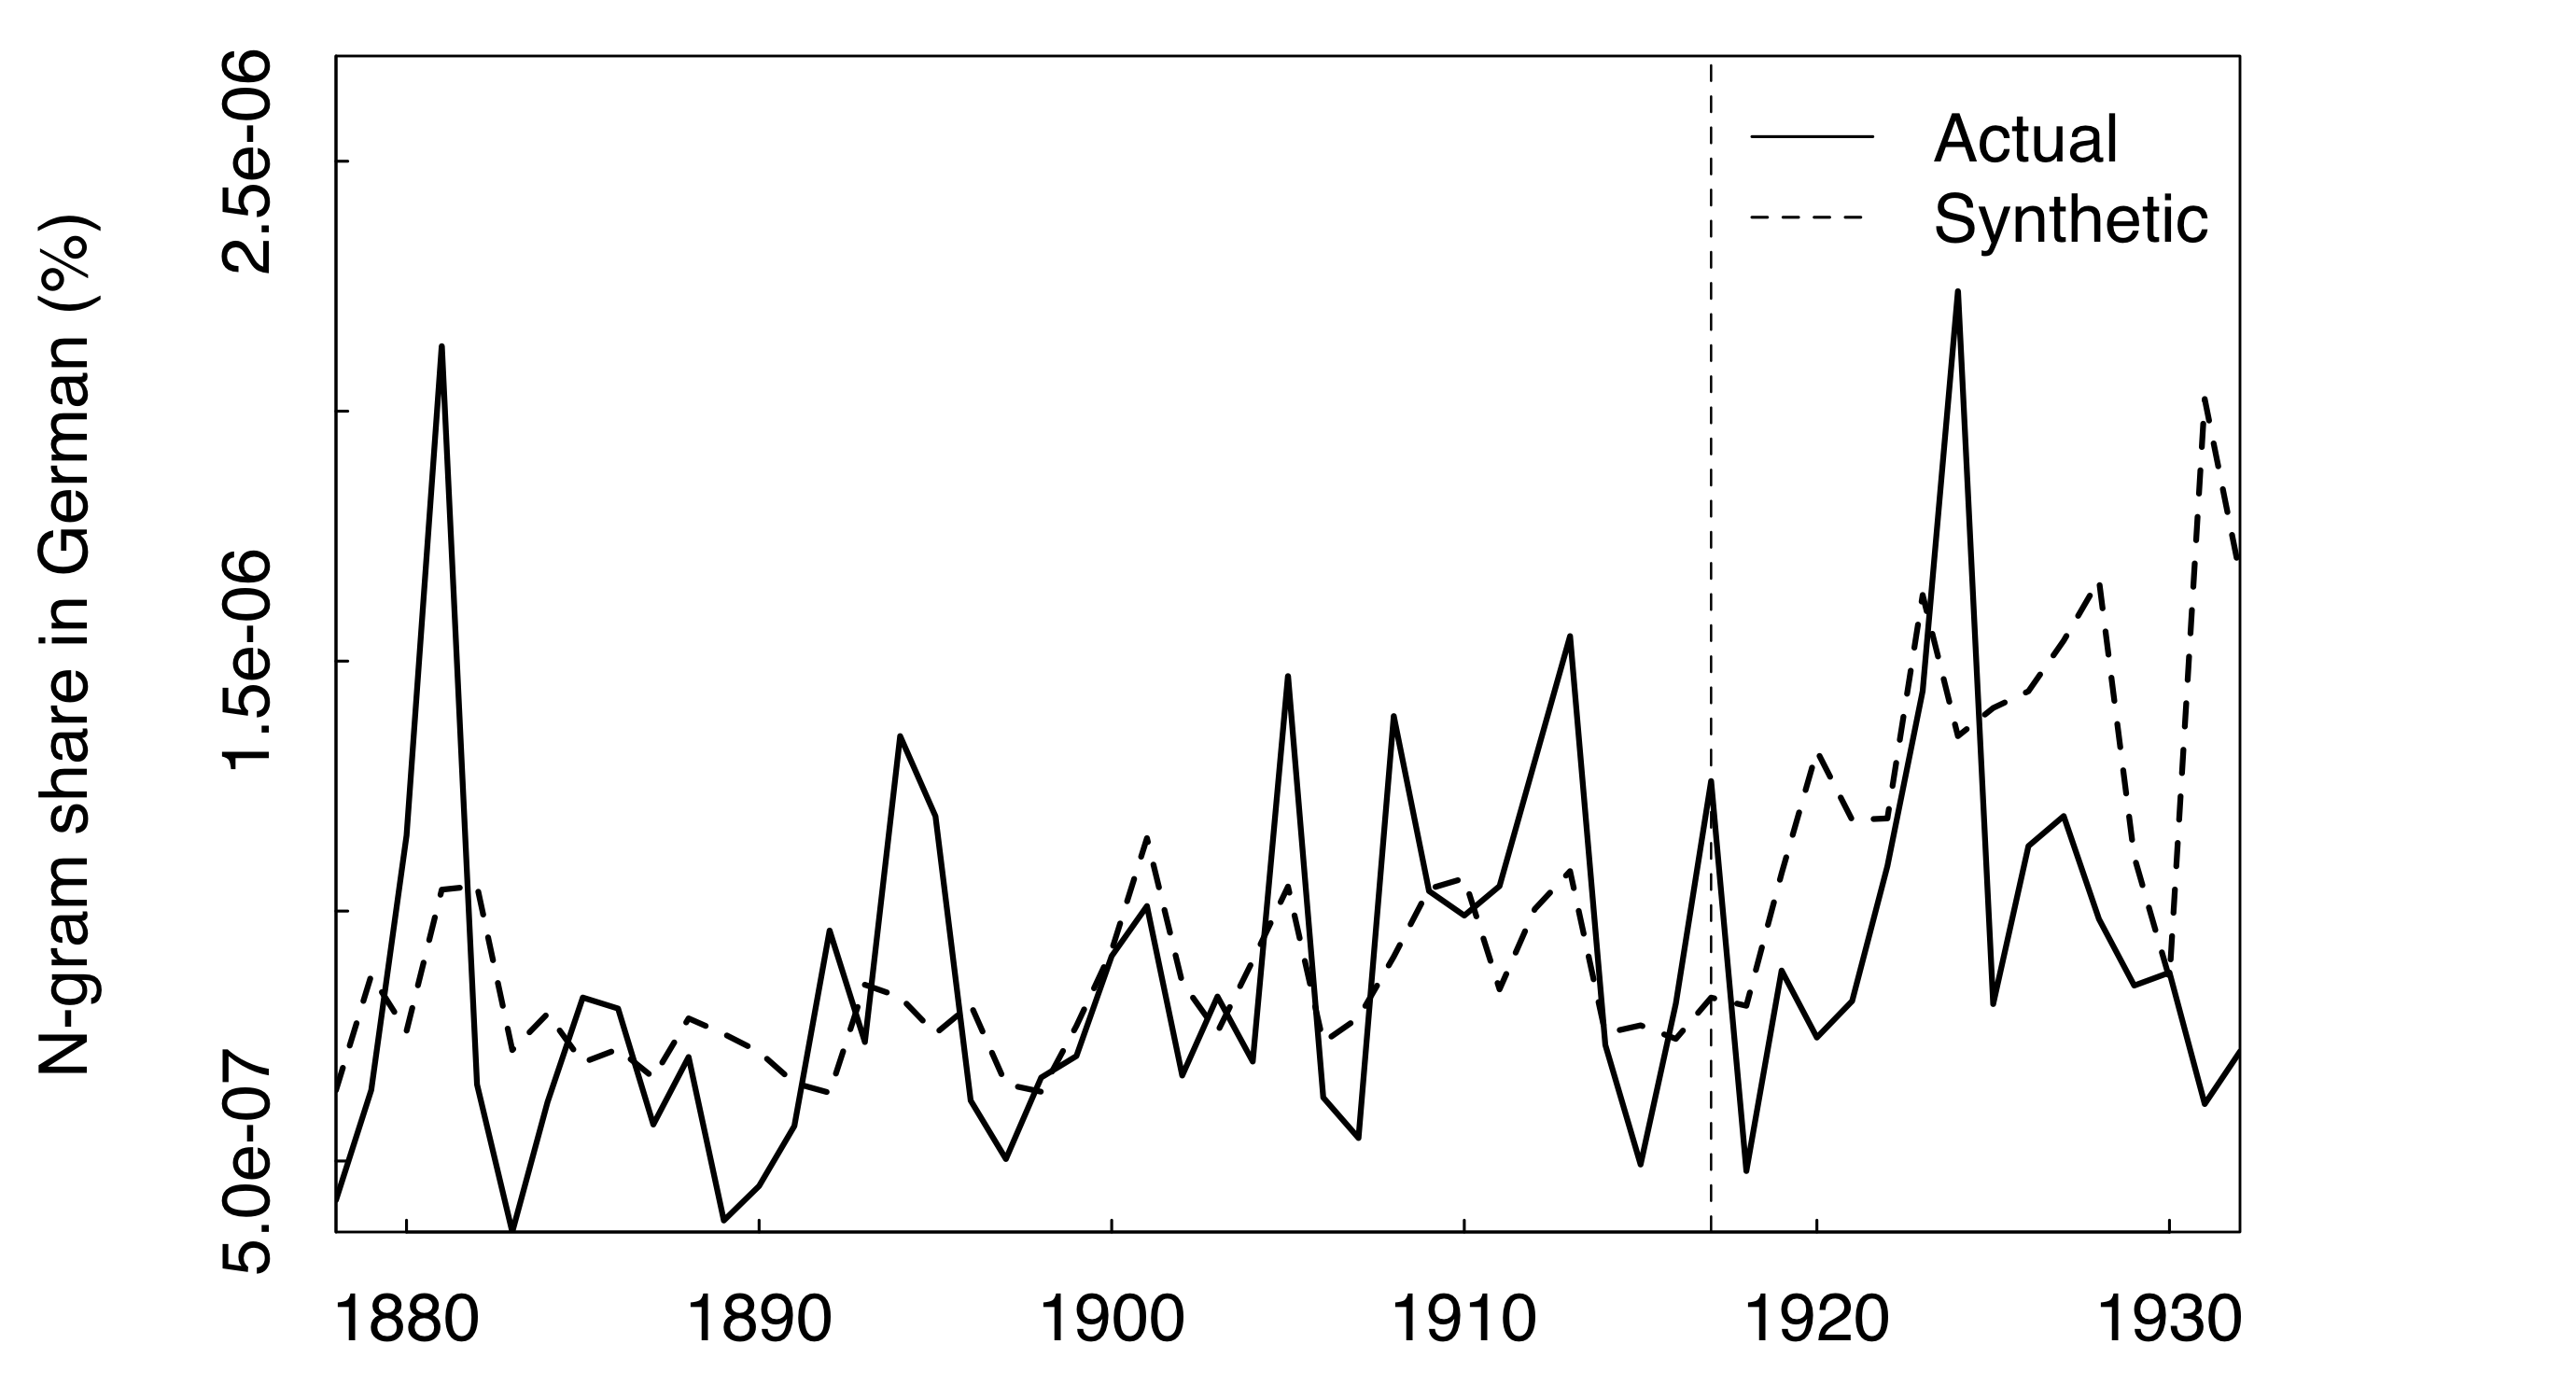 N-gram share in German (%)
2.5e-06
1.5e-06
5.0e-07
Actual
Synthetic
1880 1890 1900 1910 1920 1930